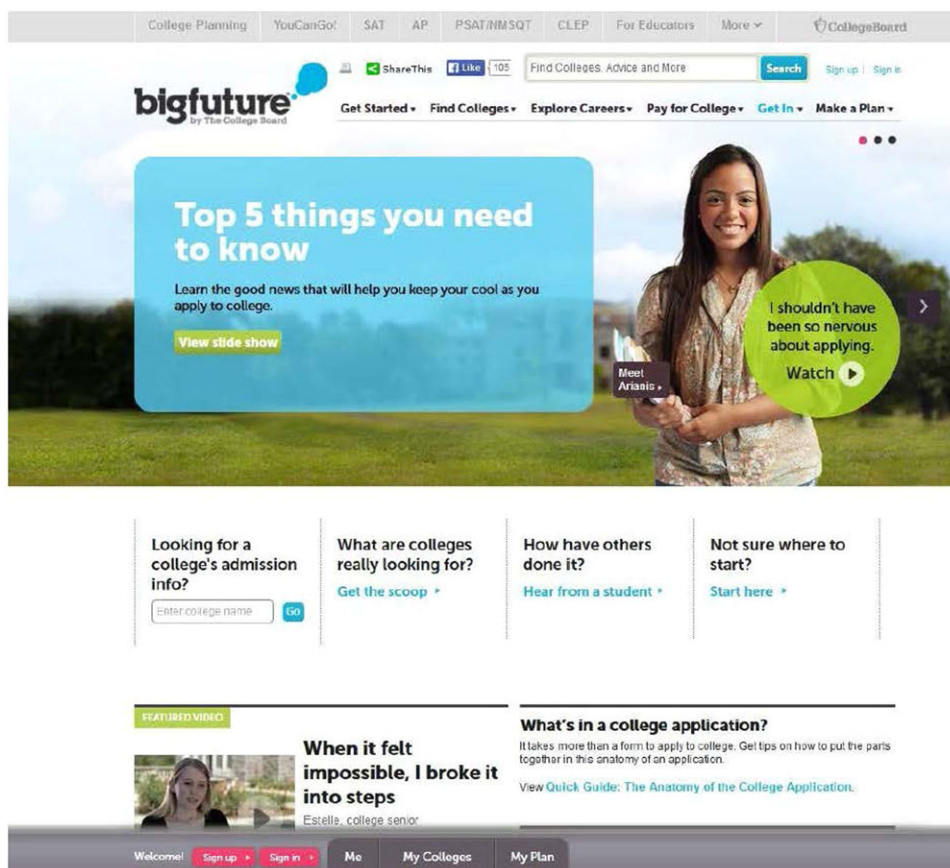 College Planning YouCanGo! SAT AP PSAT/NMSQT CLEP For Educators More CollegeBoard
ShareThis Like 105 Find Colleges, Advice and More Search Sign up Sign in
bigfuture
by The College Board
Get Started Find Colleges Explore Careers Pay for College Get In Make a Plan
Top 5 things you need
to know
Learn the good news that will help you keep your cool as you
apply to college.
View slide show
I shouldn't have
been so nervous
about applying.
Watch
Meet
Arianis
Looking for a
college's admission
info?
Enter college name Go
What are colleges
really looking for?
Get the scoop
How have others
done it?
Hear from a student
Not sure where to
start?
Start here
FEATURED VIDEO
When it felt
impossible, I broke it
into steps
Estelle, college senior
What's in a college application?
It takes more than a form to apply to college. Get tips on how to put the parts
together in this anatomy of an application.
View Quick Guide: The Anatomy of the College Application.
Welcome! Sign up Sign in Me My Colleges My Plan